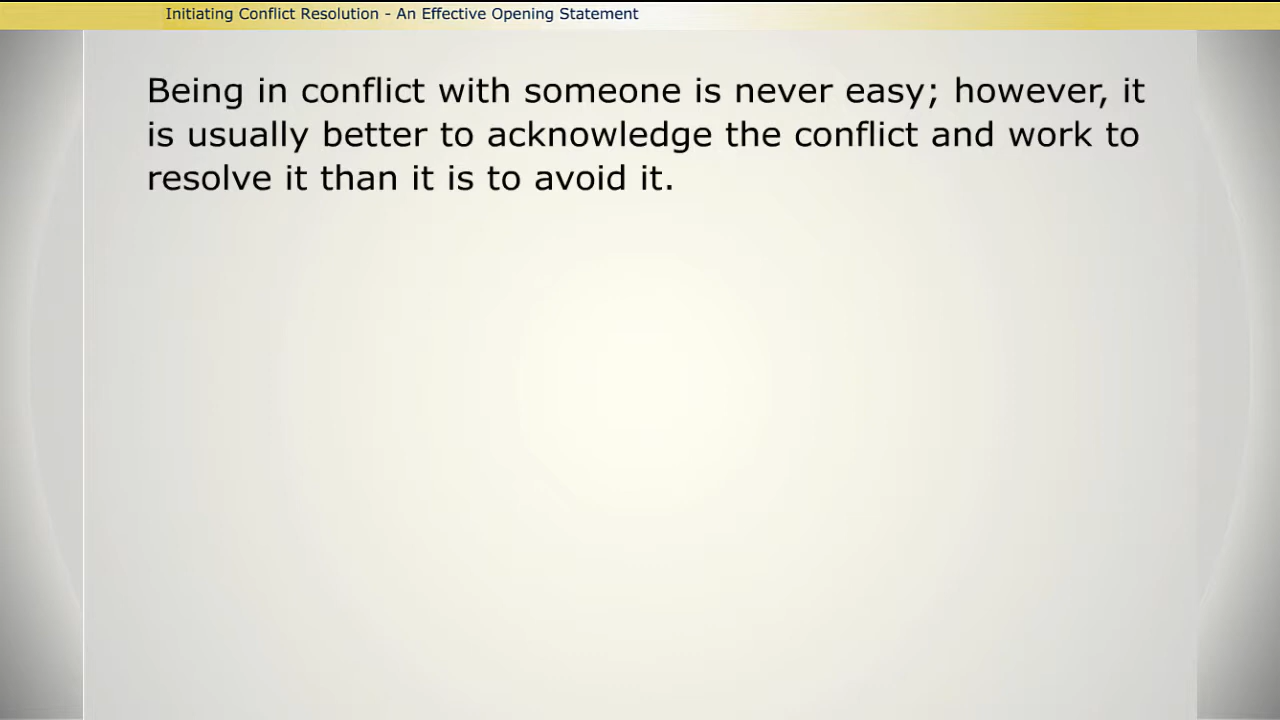 Initiating Conflict Resolution - An Effective Opening Statement
Being in conflict with someone is never easy; however, it
is usually better to acknowledge the conflict and work to
resolve it than it is to avoid it.